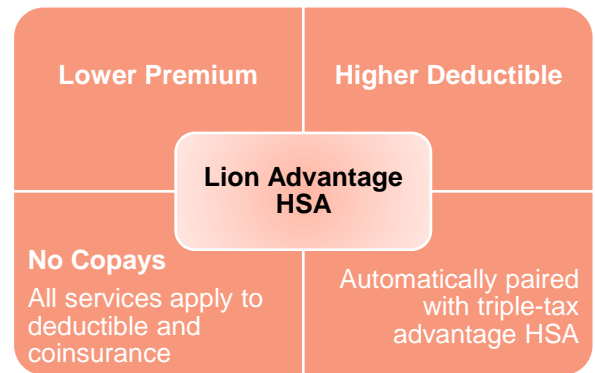 Lower Premium
Higher Deductible
Lion Advantage
HSA
No Copays
All services apply to
deductible and
coinsurance
Automatically paired
with triple-tax
advantage HSA